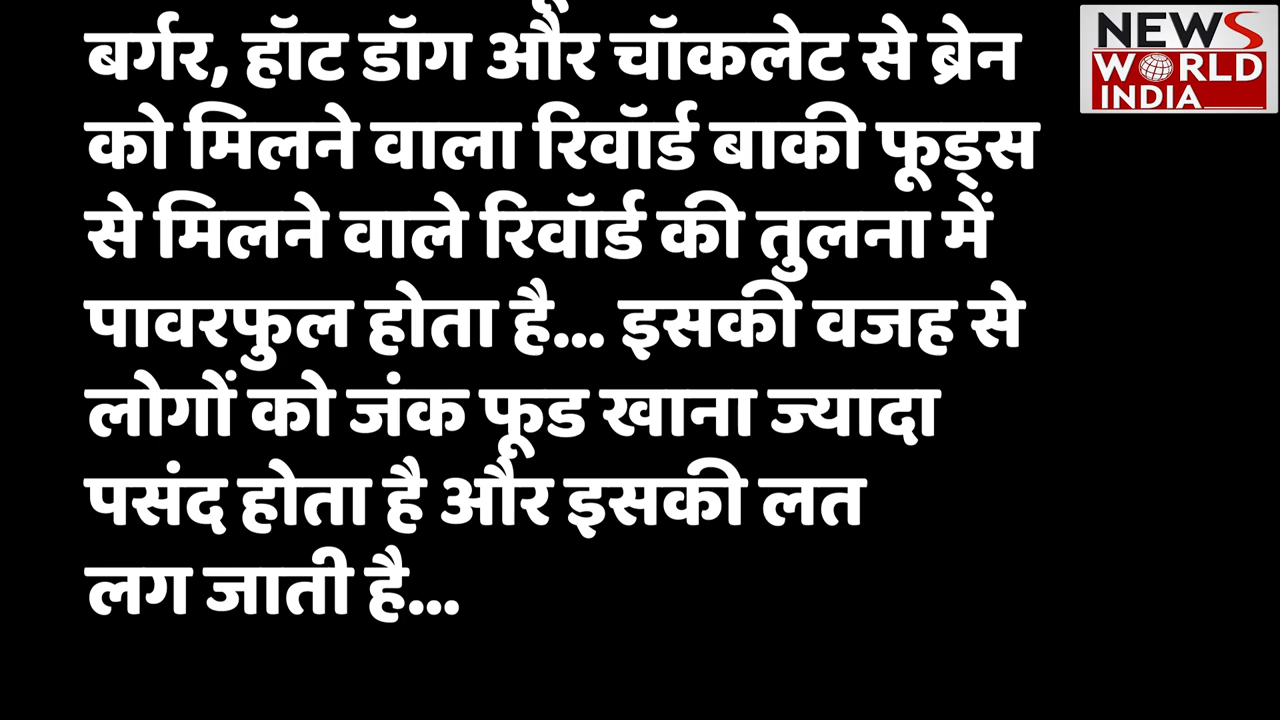 बर्गर, हॉट डॉग और चॉकलेट से ब्रेन
को मिलने वाला रिवॉर्ड बाकी फूड्स
से मिलने वाले रिवॉर्ड की तुलना में
पावरफुल होता है... इसकी वजह से
लोगों को जंक फूड खाना ज्यादा
पसंद होता है और इसकी लत
लग जाती है...
NEWS
WORLD
INDIA